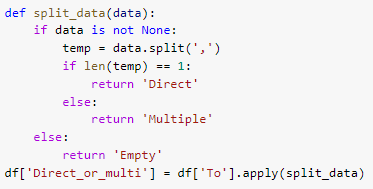 def split_data(data):
    if data is not None:
        temp = data.split(',')
        if len(temp) == 1:
            return 'Direct'
        else:
            return 'Multiple'
    else:
        return 'Empty'
df['Direct_or_multi'] = df['To'].apply(split_data)